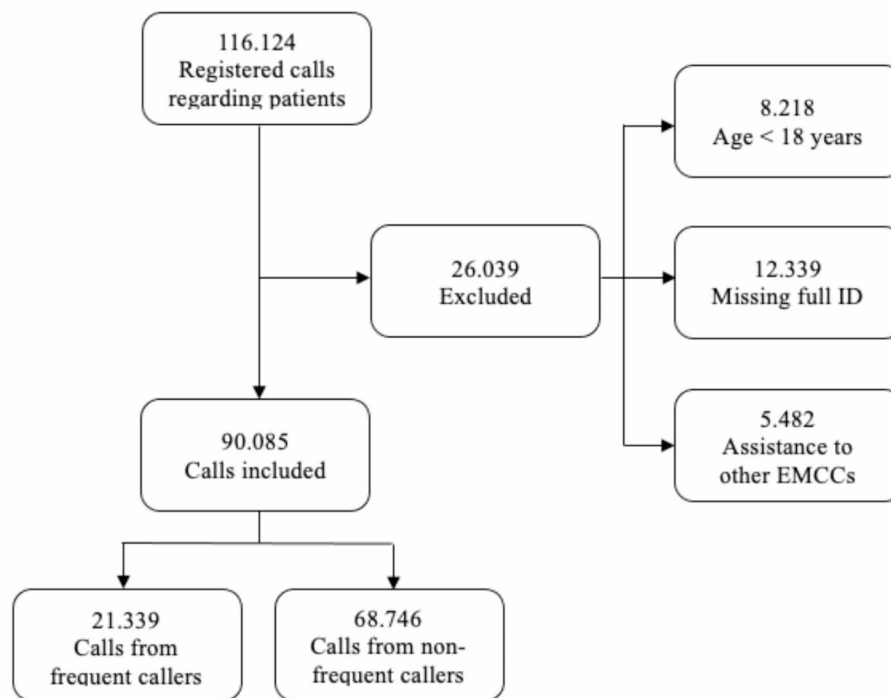 116.124
Registered calls
regarding patients
8.218
Age < 18 years
26.039
Excluded
12.339
Missing full ID
5.482
Assistance to
other EMCCs
90.085
Calls included
21.339
Calls from
frequent callers
68.746
Calls from non-
frequent callers